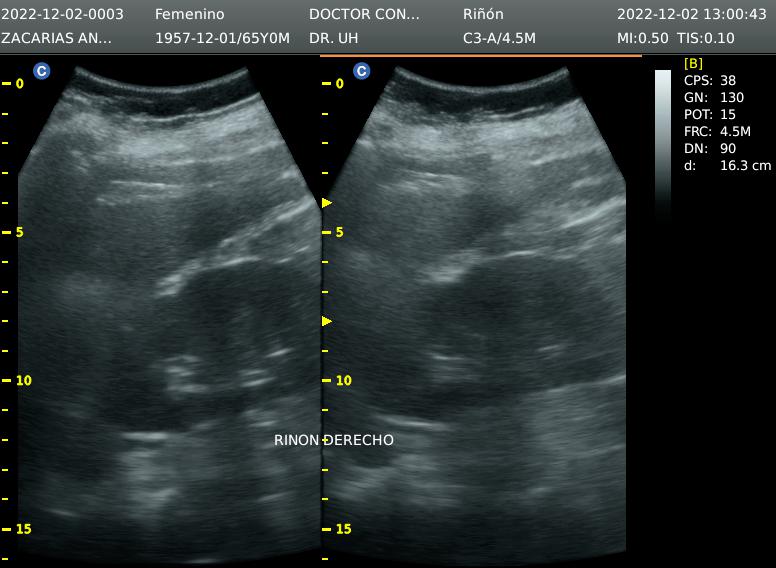 2022-12-02-0003 Femenino DOCTOR CON... Riñón 2022-12-02 13:00:43
ZACARIAS AN... 1957-12-01/65Y0M DR. UH C3-A/4.5M MI:0.50 TIS:0.10
C C
[B]
CPS: 38
GN: 130
POT: 15
FRC: 4.5M
DN: 90
d: 16.3 cm
0 0
5 5
10 10
RINON DERECHO
15 15